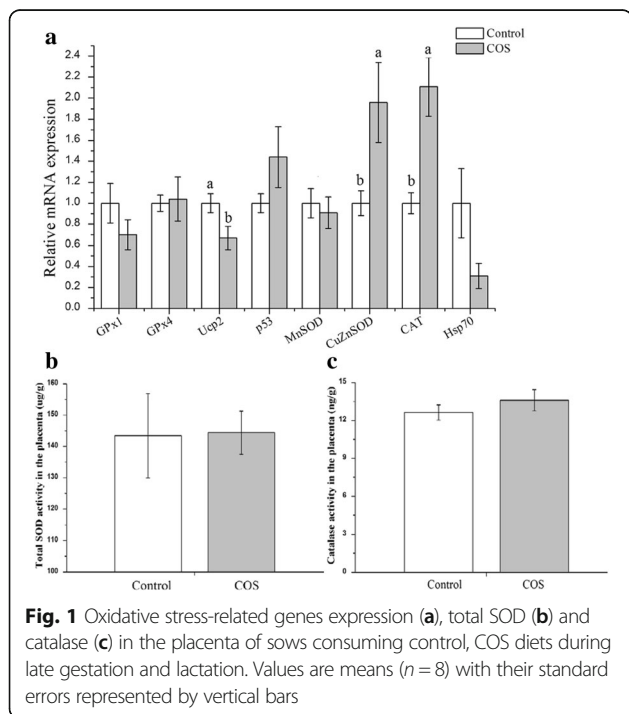 a
Control
COS
Relative mRNA expression
2.4
2.2
2.0
1.8
1.6
1.4
1.2
1.0
0.8
0.6
0.4
0.2
0.0
a
b
b
a
b
a
GPx1
GPx4
Ucp2
p53
MnSOD
CuZnSOD
CAT
Hsp70
b
Total SOD activity in the placenta (ug/g)
160
150
140
130
120
110
100
Control
COS
c
Catalase activity in the placenta (ng/g)
15
12
9
6
3
0
Control
COS
Fig. 1 Oxidative stress-related genes expression (a), total SOD (b) and
catalase (c) in the placenta of sows consuming control, COS diets during
late gestation and lactation. Values are means (n = 8) with their standard
errors represented by vertical bars